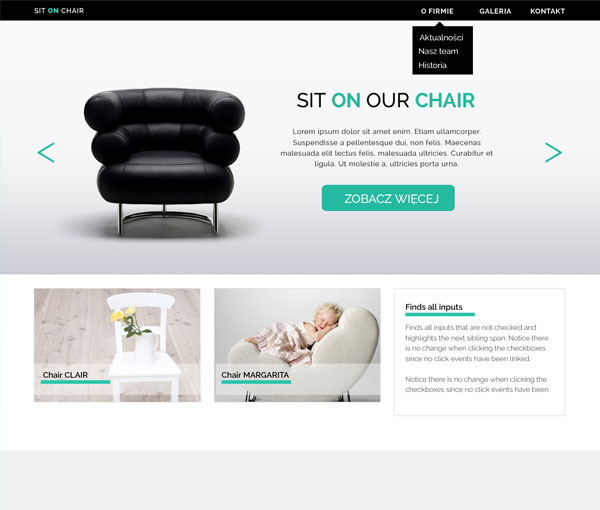 SIT ON CHAIR
O FIRMIE GALERIA KONTAKT
Aktualności
Nasz team
Historia
SIT ON OUR CHAIR
Lorem ipsum dolor sit amet enim. Etiam ullamcorper.
Suspendisse a pellentesque dui, non felis. Maecenas
malesuada elit lectus felis, malesuada ultricies. Curabitur et
ligula. Ut molestie a, ultricies porta urna.
ZOBACZ WIĘCEJ
Chair CLAIR
Chair MARGARITA
Finds all inputs
Finds all inputs that are not checked and
highlights the next sibling span. Notice there
is no change when clicking the checkboxes
since no click events have been linked.
Notice there is no change when clicking the
checkboxes since no click events have been